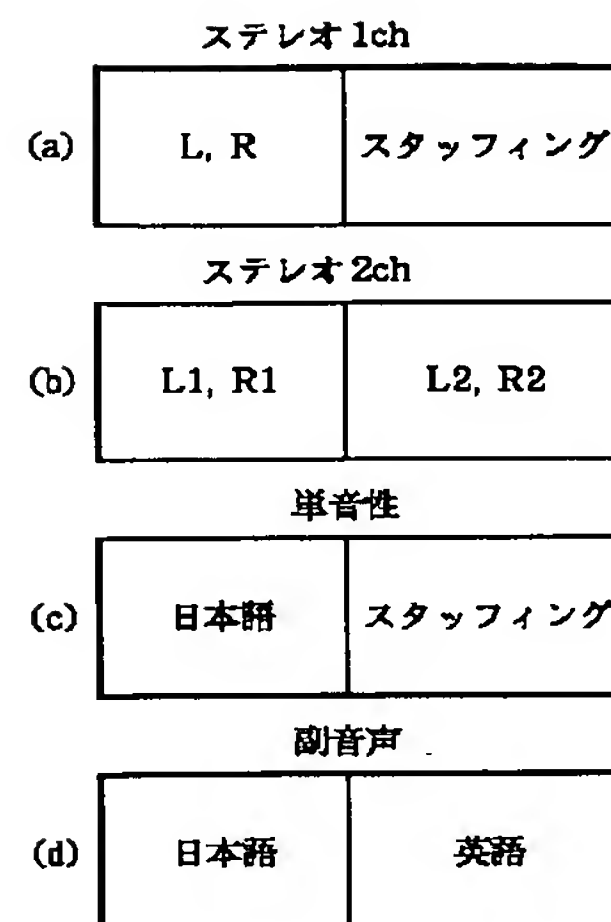 ステレオ 1ch
(a) L, R スタッフィング
ステレオ 2ch
(b) L1, R1 L2, R2
単音性
(c) 日本語 スタッフィング
副音声
(d) 日本語 英語